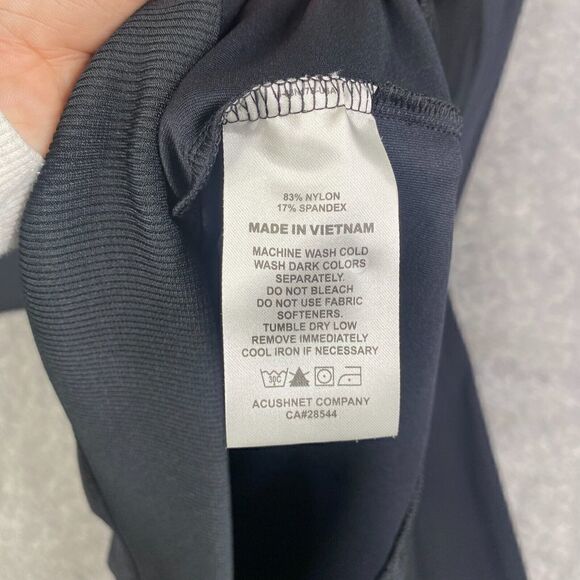 83% NYLON
17% SPANDEX
MADE IN VIETNAM
MACHINE WASH COLD
WASH DARK COLORS
SEPARATELY.
DO NOT BLEACH
DO NOT USE FABRIC
SOFTENERS.
TUMBLE DRY LOW
REMOVE IMMEDIATELY
COOL IRON IF NECESSARY
30C
ACUSHNET COMPANY
CA#28544